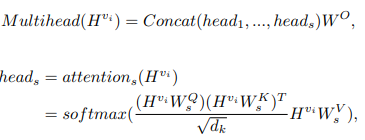 Multihead(H^{v_i}) = Concat(head_1, ..., head_s)W^O,
head_s = attention_s(H^{v_i})
= softmax(\frac{(H^{v_i}W_s^Q)(H^{v_i}W_s^K)^T}{\sqrt{d_k}}H^{v_i}W_s^V),